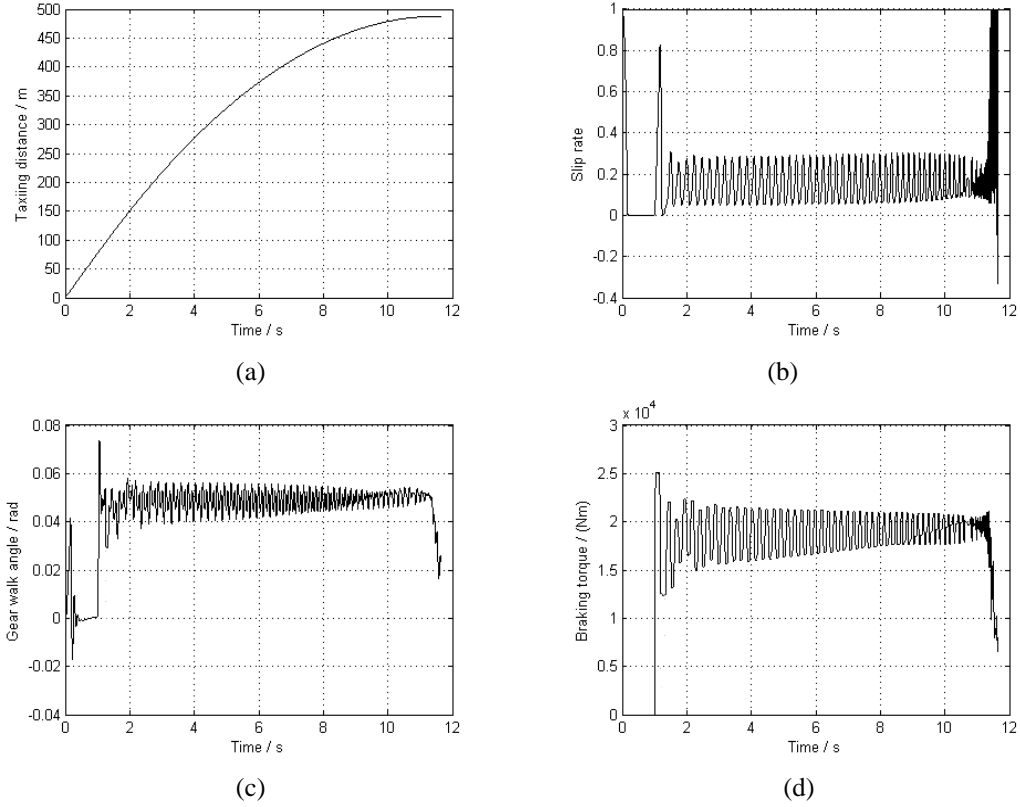 500
450
400
350
300
250
200
150
100
50
0
Taxiing distance / m
0 2 4 6 8 10 12
Time / s
(a)
1
0.8
0.6
0.4
0.2
0
-0.2
-0.4
Slip rate
0 2 4 6 8 10 12
Time / s
(b)
0.08
0.06
0.04
0.02
0
-0.02
-0.04
Gear walk angle / rad
0 2 4 6 8 10 12
Time / s
(c)
x 10^4
3
2.5
2
1.5
1
0.5
0
Braking torque / (Nm)
0 2 4 6 8 10 12
Time / s
(d)